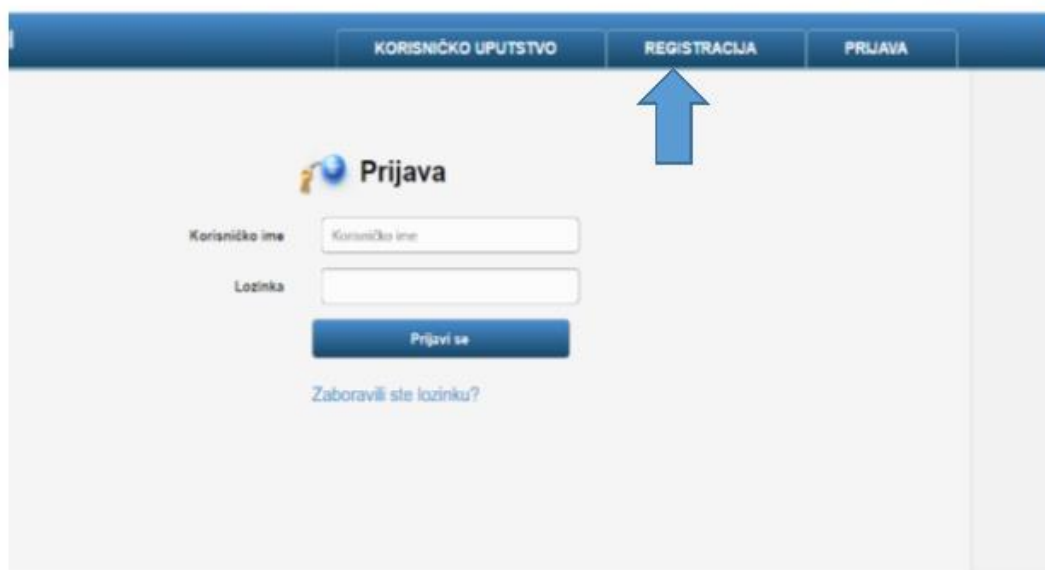 KORISNIČKO UPUTSTVO REGISTRACIJA PRIJAVA
Prijava
Korisničko ime Korisničko ime
Lozinka
Prijavi se
Zaboravili ste lozinku?